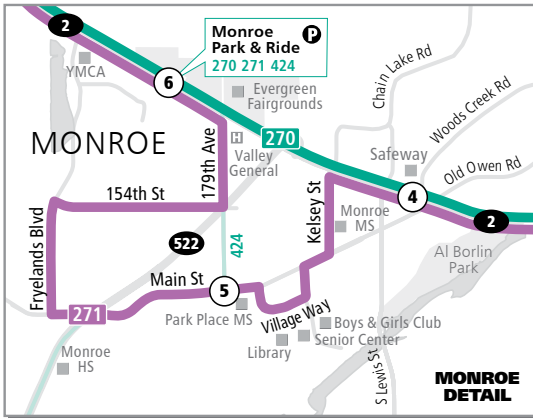 2
Monroe
Park & Ride
P
270 271 424
6
YMCA
Evergreen
Fairgrounds
Chain Lake Rd
Woods Creek Rd
MONROE
179th Ave
H
Valley
General
270
Safeway
Old Owen Rd
154th St
Kelsey St
4
2
Monroe
MS
Fryelands Blvd
522
424
Al Borlin
Park
Main St
5
271
Park Place MS
Village Way
Boys & Girls Club
Senior Center
Library
Monroe
HS
S Lewis St
MONROE
DETAIL